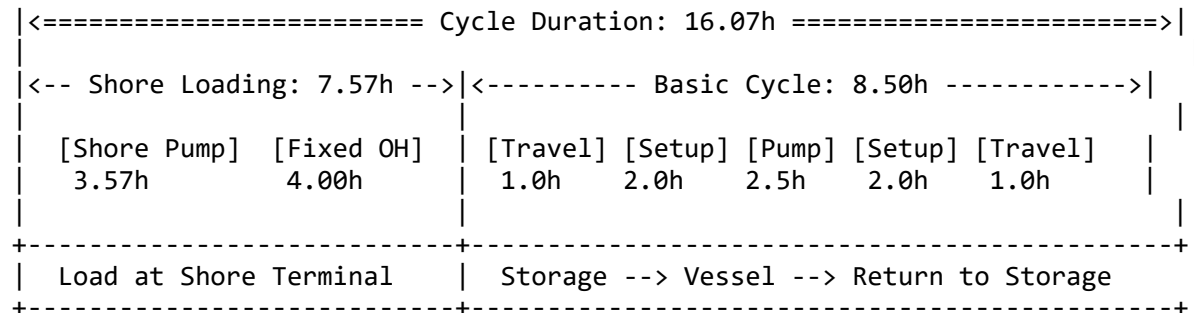 |<========================= Cycle Duration: 16.07h ========================>|
|
|<-- Shore Loading: 7.57h -->|<---------- Basic Cycle: 8.50h ------------>|
| | |
| [Shore Pump] [Fixed OH] | [Travel] [Setup] [Pump] [Setup] [Travel] |
| 3.57h 4.00h | 1.0h 2.0h 2.5h 2.0h 1.0h |
| | |
+----------------------------+----------------------------------------------+
| Load at Shore Terminal | Storage --> Vessel --> Return to Storage
+----------------------------+----------------------------------------------+